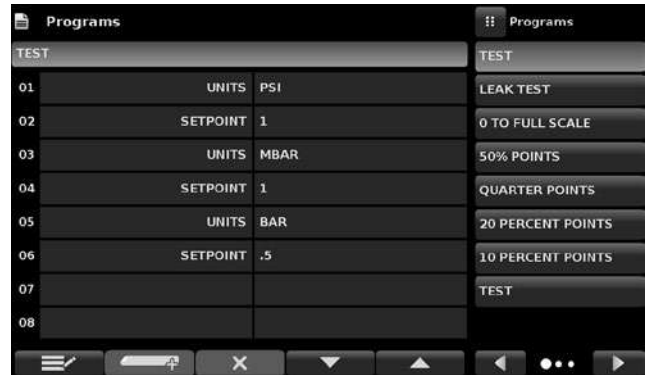 Programs
TEST
01 UNITS PSI
02 SETPOINT 1
03 UNITS MBAR
04 SETPOINT 1
05 UNITS BAR
06 SETPOINT .5
07
08
Programs
TEST
LEAK TEST
0 TO FULL SCALE
50% POINTS
QUARTER POINTS
20 PERCENT POINTS
10 PERCENT POINTS
TEST